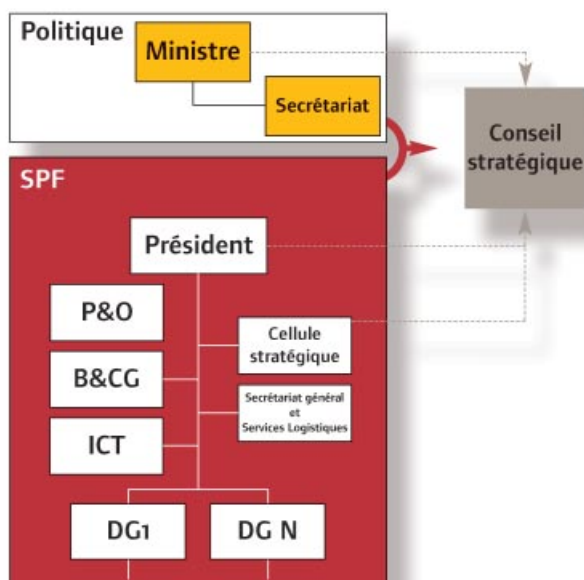 Politique
Ministre
Secrétariat
Conseil
stratégique
SPF
Président
P&O
Cellule
stratégique
B&CG
Secrétariat général
et
Services Logistiques
ICT
DG1
DG N